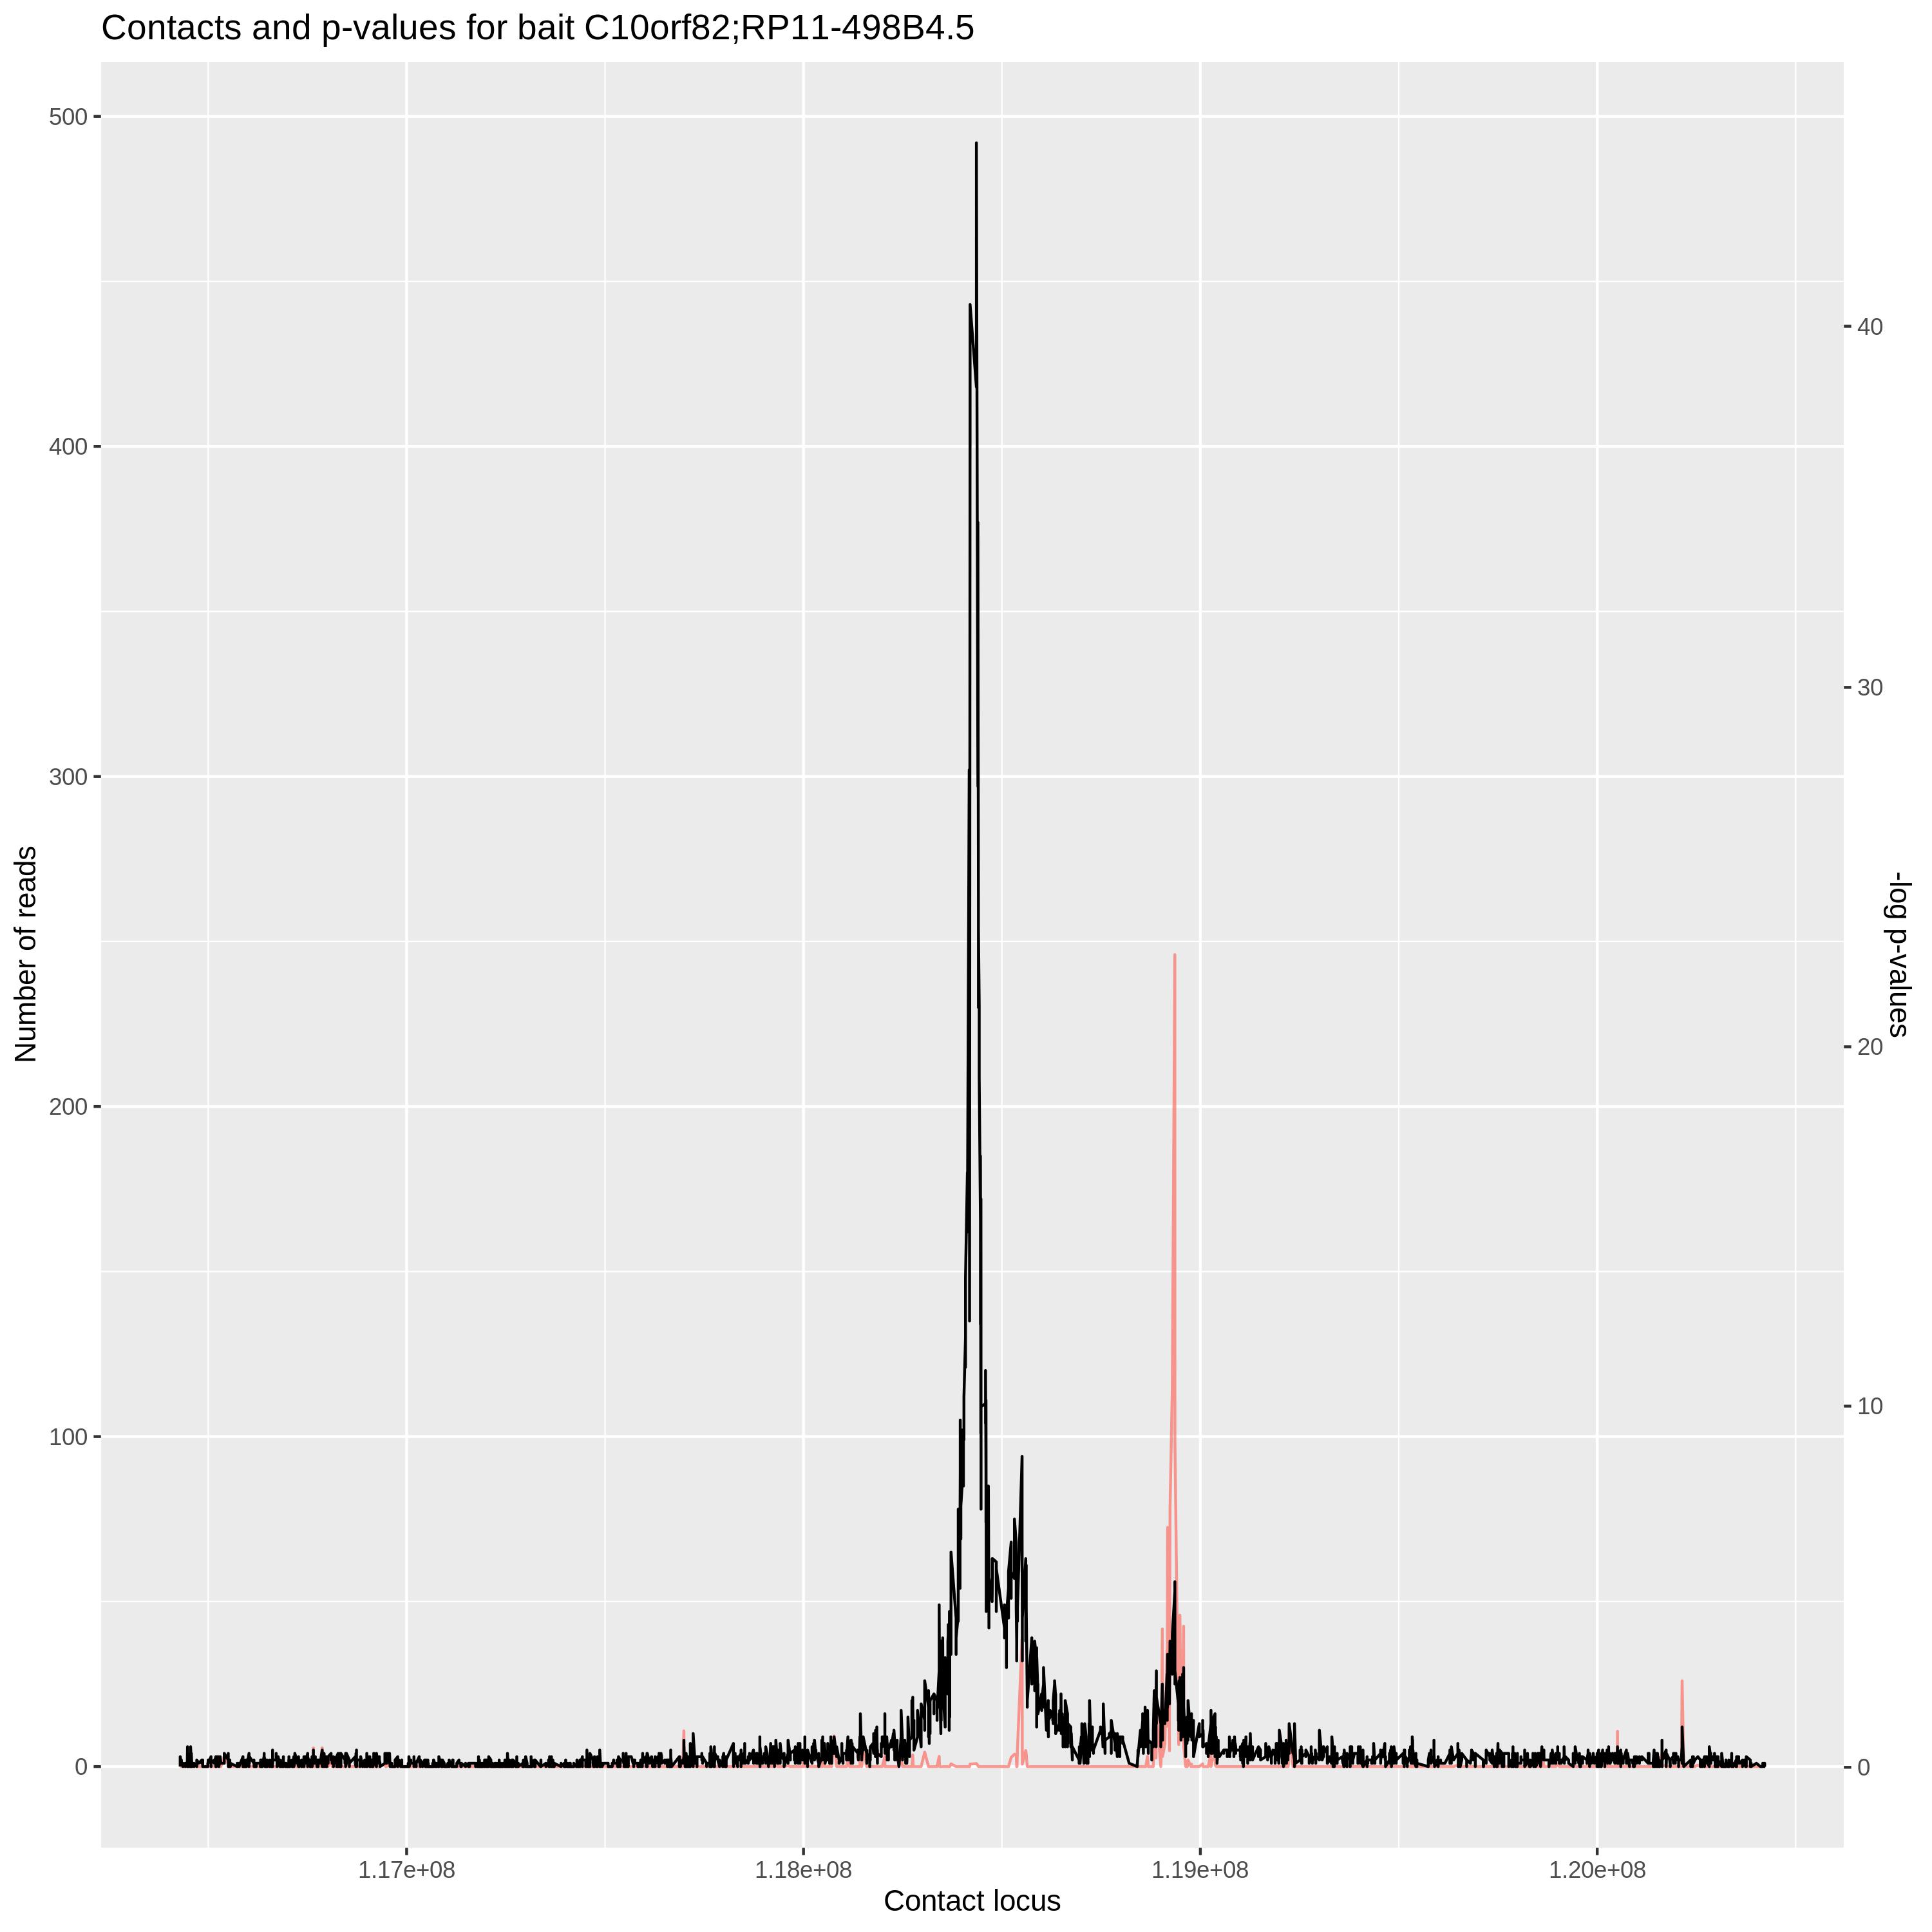 Contacts and p-values for bait C10orf82;RP11-498B4.5
500
400
300
200
100
0
Number of reads
40
30
20
10
0
-log p-values
1.17e+08
1.18e+08
1.19e+08
1.20e+08
Contact locus